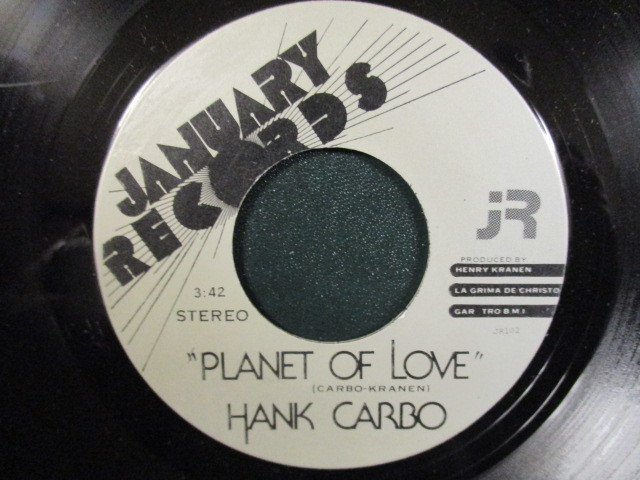 JANUARY
RECORDS
JR
PRODUCED BY
HENRY KRANEN
LA GRIMA DE CHRISTO
GAR TRO B.M.I
3:42
STEREO
"PLANET OF LOVE"
(CARBO-KRANEN)
HANK CARBO